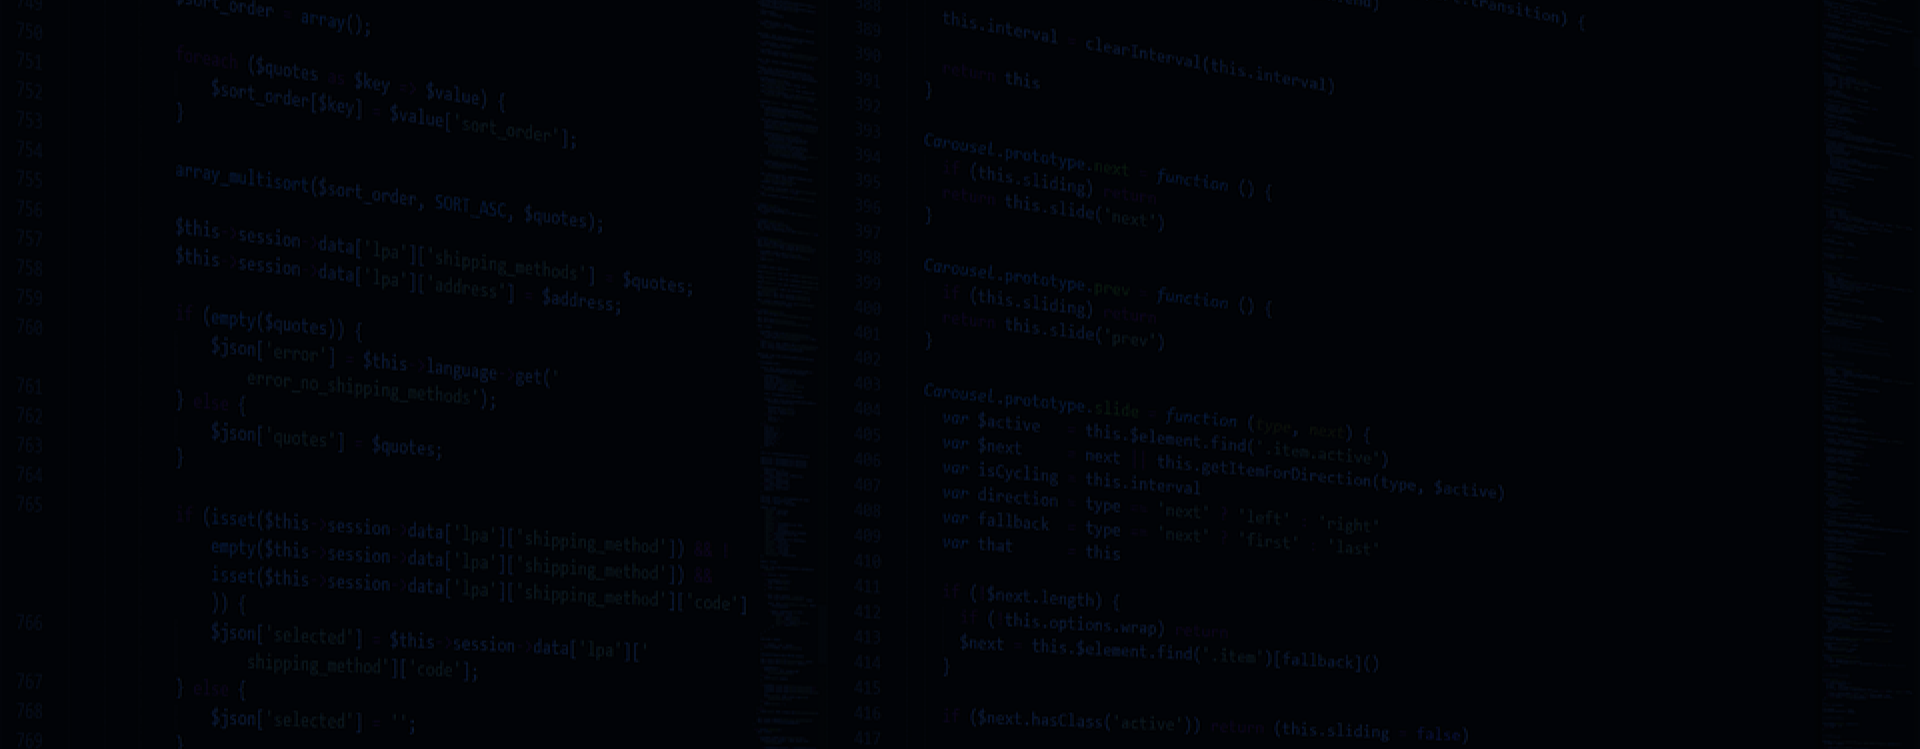 749 $sort_order = array();
750
751 foreach ($quotes as $key => $value) {
752 $sort_order[$key] = $value['sort_order'];
753 }
754
755 array_multisort($sort_order, SORT_ASC, $quotes);
756
757 $this->session->data['lpa']['shipping_methods'] = $quotes;
758 $this->session->data['lpa']['address'] = $address;
759
760 if (empty($quotes)) {
$json['error'] = $this->language->get('
761 error_no_shipping_methods');
762 } else {
763 $json['quotes'] = $quotes;
764 }
765
if (isset($this->session->data['lpa']['shipping_method']) &&
empty($this->session->data['lpa']['shipping_method']) &&
isset($this->session->data['lpa']['shipping_method']['code']
766 )) {
$json['selected'] = $this->session->data['lpa']['
767 shipping_method']['code'];
768 } else {
769 $json['selected'] = '';
}
388 transition) {
389 this.interval = clearInterval(this.interval)
390
391 return this
392 }
393
394 Carousel.prototype.next = function () {
395 if (this.sliding) return
396 return this.slide('next')
397 }
398
399 Carousel.prototype.prev = function () {
400 if (this.sliding) return
401 return this.slide('prev')
402 }
403
404 Carousel.prototype.slide = function (type, next) {
405 var $active = this.$element.find('.item.active')
406 var $next = next || this.getItemForDirection(type, $active)
407 var isCycling = this.interval
408 var direction = type == 'next' ? 'left' : 'right'
409 var fallback = type == 'next' ? 'first' : 'last'
410 var that = this
411
412 if (!$next.length) {
413 if (!this.options.wrap) return
414 $next = this.$element.find('.item')[fallback]()
415 }
416
417 if ($next.hasClass('active')) return (this.sliding = false)